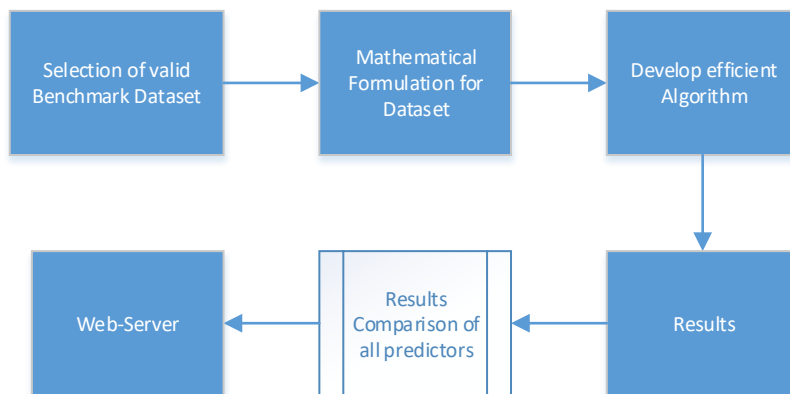 Selection of valid
Benchmark Dataset
Mathematical
Formulation for
Dataset
Develop efficient
Algorithm
Web-Server
Results
Comparison of
all predictors
Results